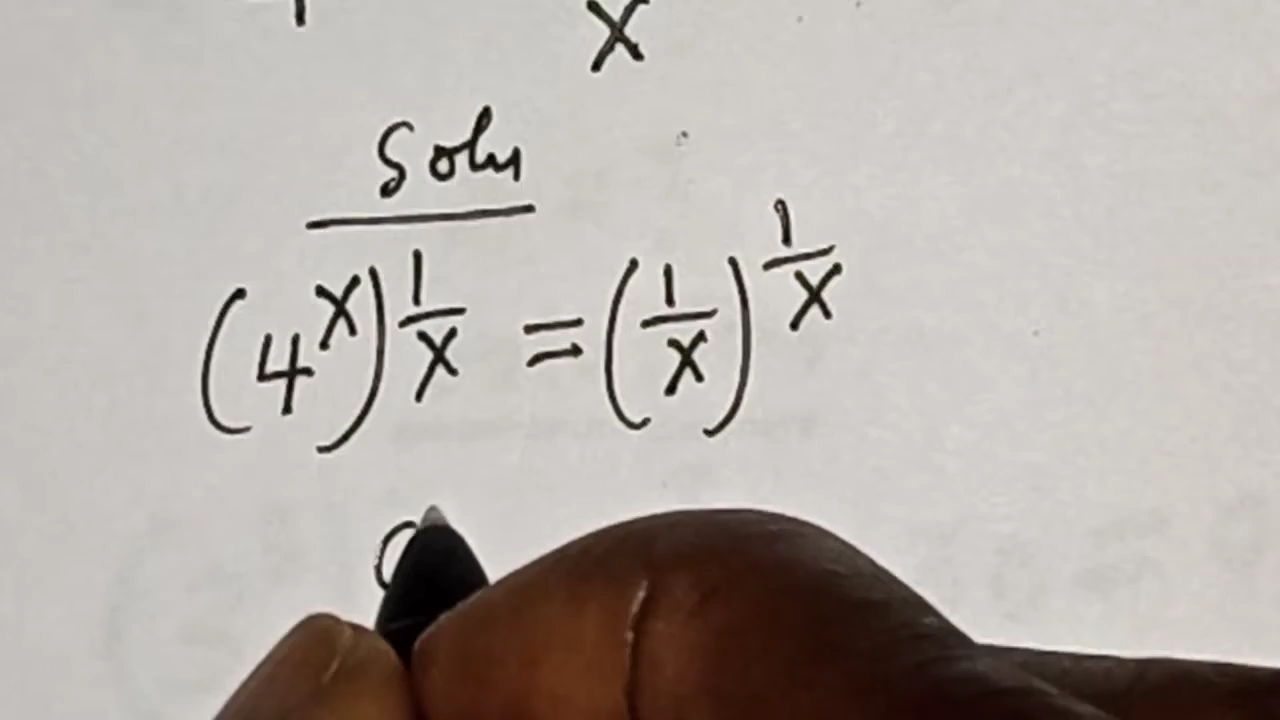 x
Soln
(4^x)^{1/x} = (1/x)^{1/x}